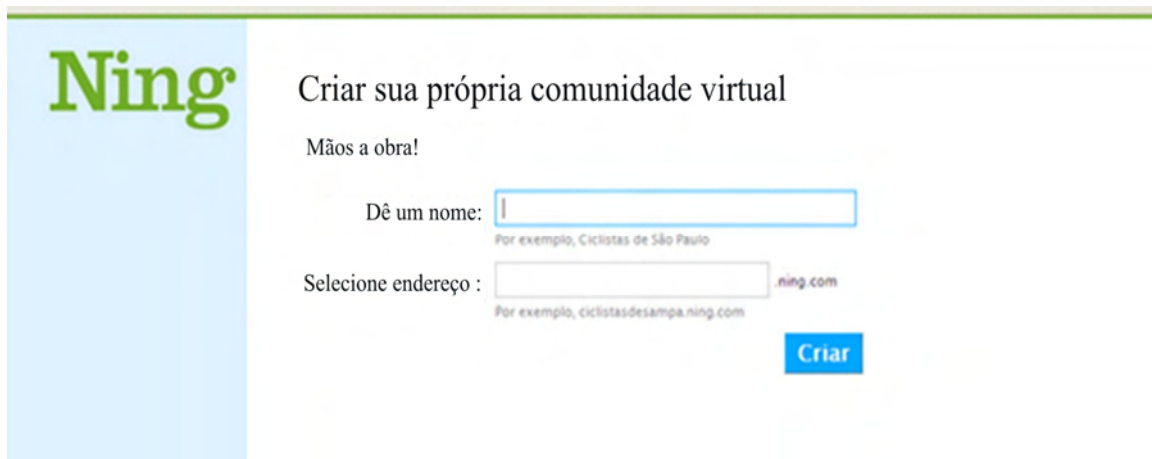 Ning
Criar sua própria comunidade virtual
Mãos a obra!
Dê um nome:
Por exemplo, Ciclistas de São Paulo
Selecione endereço : .ning.com
Por exemplo, ciclistasdesampa.ning.com
Criar